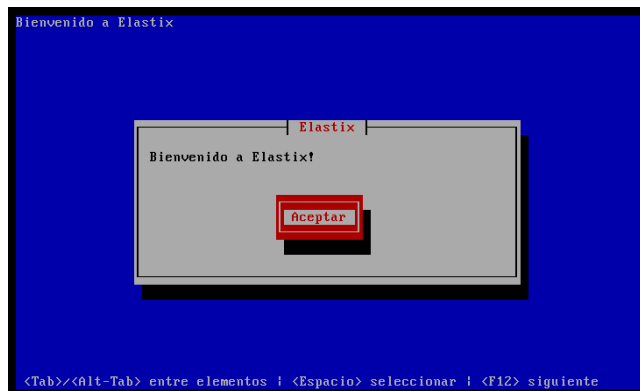 Bienvenido a Elastix
Elastix
Bienvenido a Elastix!
Aceptar
<Tab>/<Alt-Tab> entre elementos ¦ <Espacio> seleccionar ¦ <F12> siguiente